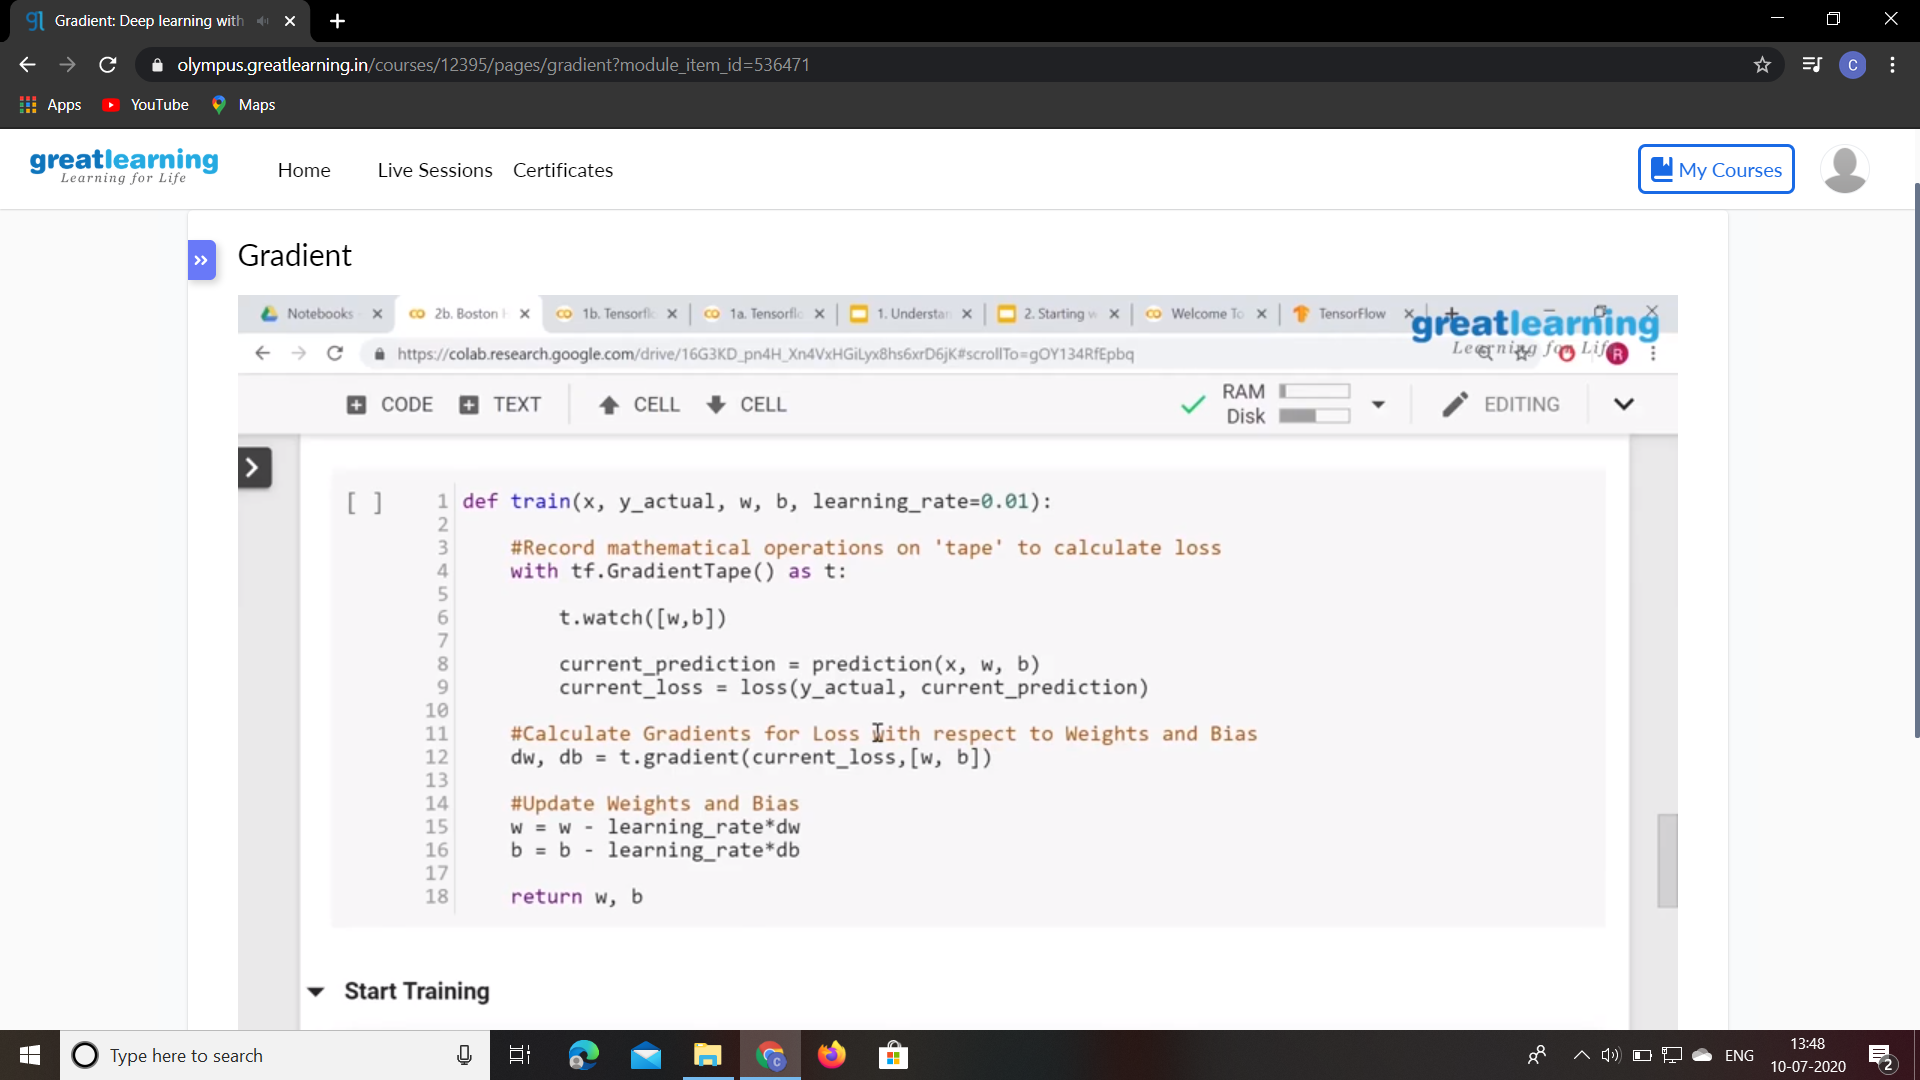 Gradient: Deep learning with
olympus.greatlearning.in/courses/12395/pages/gradient?module_item_id=536471
C
Apps YouTube Maps
greatlearning
Learning for Life
Home Live Sessions Certificates My Courses
Gradient
Notebooks 2b. Boston 1b. Tensorfl 1a. Tensorflo 1. Understan 2. Starting w Welcome To TensorFlow
greatlearning
Learning for Life
https://colab.research.google.com/drive/16G3KD_pn4H_Xn4VxHGiLyx8hs6xrD6jK#scrollTo=gOY134RfEpbq
R
CODE TEXT CELL CELL RAM Disk EDITING
[ ] 1 def train(x, y_actual, w, b, learning_rate=0.01):
2
3 #Record mathematical operations on 'tape' to calculate loss
4 with tf.GradientTape() as t:
5
6 t.watch([w,b])
7
8 current_prediction = prediction(x, w, b)
9 current_loss = loss(y_actual, current_prediction)
10
11 #Calculate Gradients for Loss with respect to Weights and Bias
12 dw, db = t.gradient(current_loss,[w, b])
13
14 #Update Weights and Bias
15 w = w - learning_rate*dw
16 b = b - learning_rate*db
17
18 return w, b
Start Training
Type here to search
ENG
13:48
10-07-2020
2